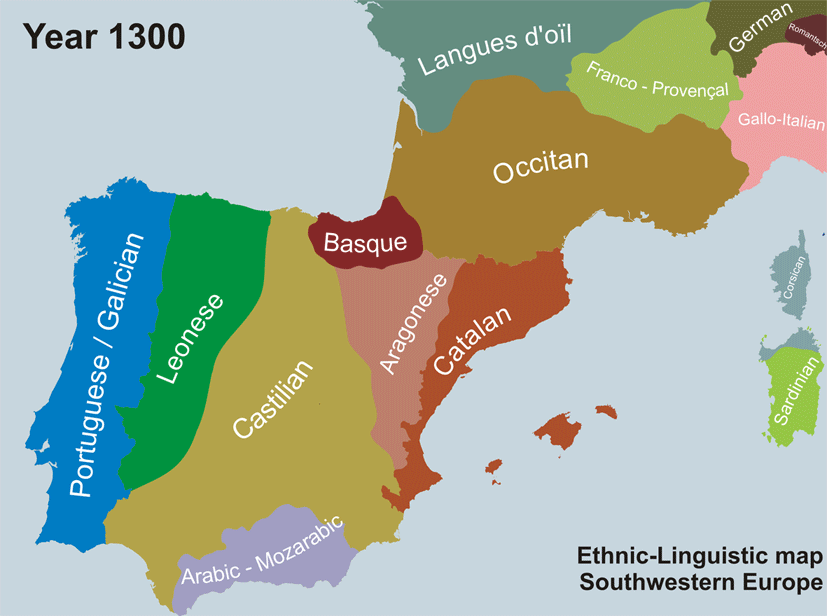 Year 1300
Langues d'oïl
German
Romantsch
Franco - Provençal
Gallo-Italian
Occitan
Basque
Portuguese / Galician
Leonese
Castilian
Aragonese
Catalan
Corsican
Sardinian
Arabic - Mozarabic
Ethnic-Linguistic map
Southwestern Europe